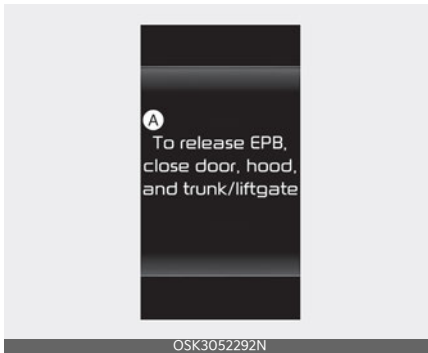 A
To release EPB,
close door, hood,
and trunk/liftgate
OSK3052292N